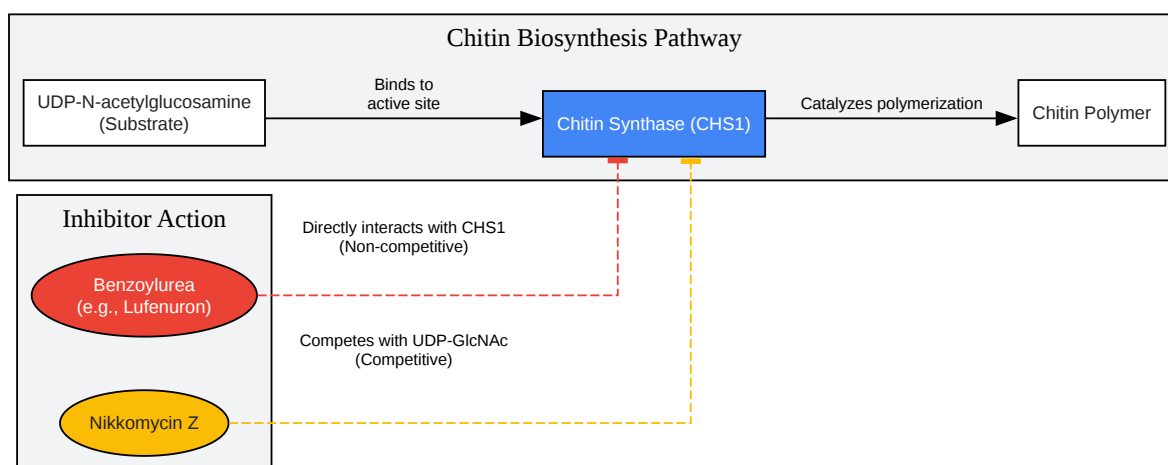 Chitin Biosynthesis Pathway
UDP-N-acetylglucosamine
(Substrate)
Binds to
active site
Chitin Synthase (CHS1)
Catalyzes polymerization
Chitin Polymer
Inhibitor Action
Directly interacts with CHS1
(Non-competitive)
Benzoylurea
(e.g., Lufenuron)
Competes with UDP-GlcNAc
(Competitive)
Nikkomycin Z